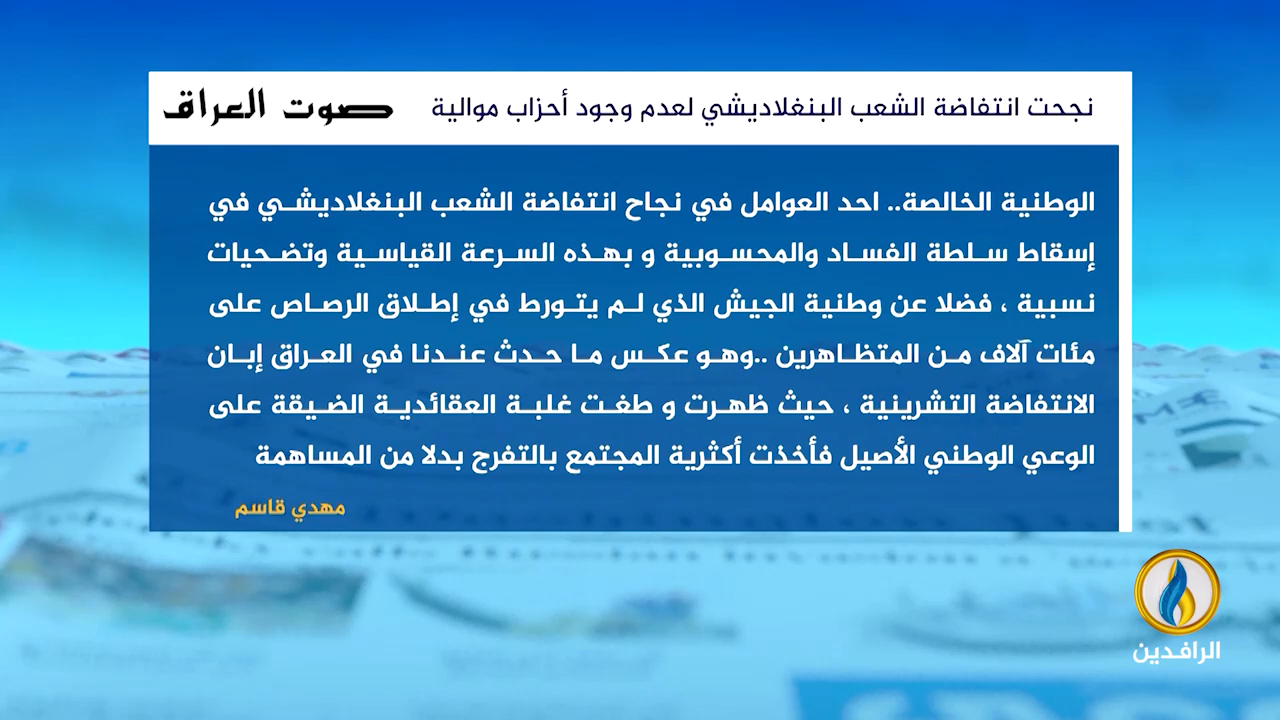 نجحت انتفاضة الشعب البنغلاديشي لعدم وجود أحزاب موالية
صوت العراق
الوطنية الخالصة.. احد العوامل في نجاح انتفاضة الشعب البنغلاديشي في
إسقاط سلطة الفساد والمحسوبية و بهذه السرعة القياسية وتضحيات
نسبية ، فضلا عن وطنية الجيش الذي لم يتورط في إطلاق الرصاص على
مئات آلاف من المتظاهرين ..وهو عكس ما حدث عندنا في العراق إبان
الانتفاضة التشرينية ، حيث ظهرت و طغت غلبة العقائدية الضيقة على
الوعي الوطني الأصيل فأخذت أكثرية المجتمع بالتفرج بدلا من المساهمة
مهدي قاسم
الرافدين